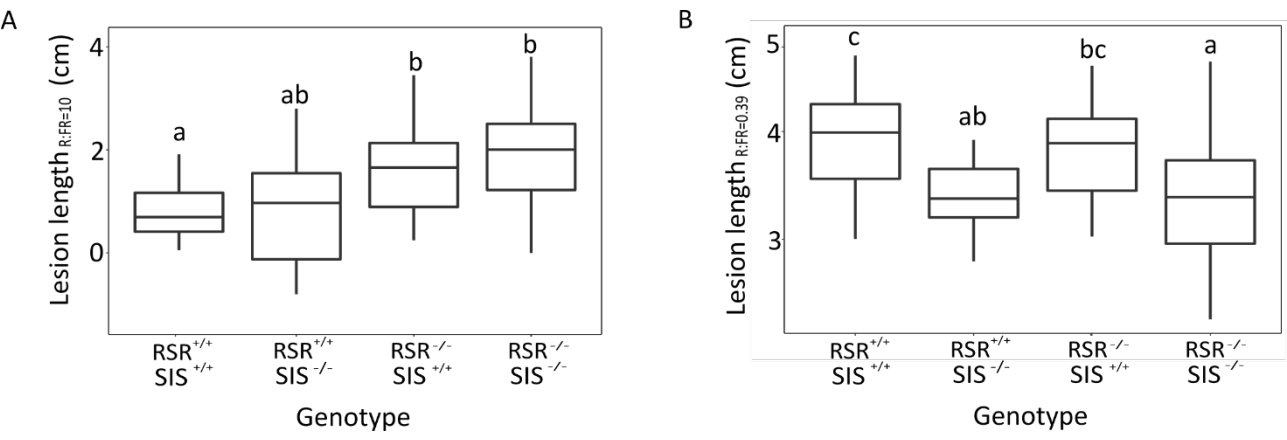 A
Lesion length R:FR=10 (cm)
4
2
0
a
ab
b
b
RSR+/+
SIS+/+
RSR+/+
SIS-/-
RSR-/-
SIS+/+
RSR-/-
SIS-/-
Genotype
B
Lesion length R:FR=0.39 (cm)
5
4
3
c
ab
bc
a
RSR+/+
SIS+/+
RSR+/+
SIS-/-
RSR-/-
SIS+/+
RSR-/-
SIS-/-
Genotype